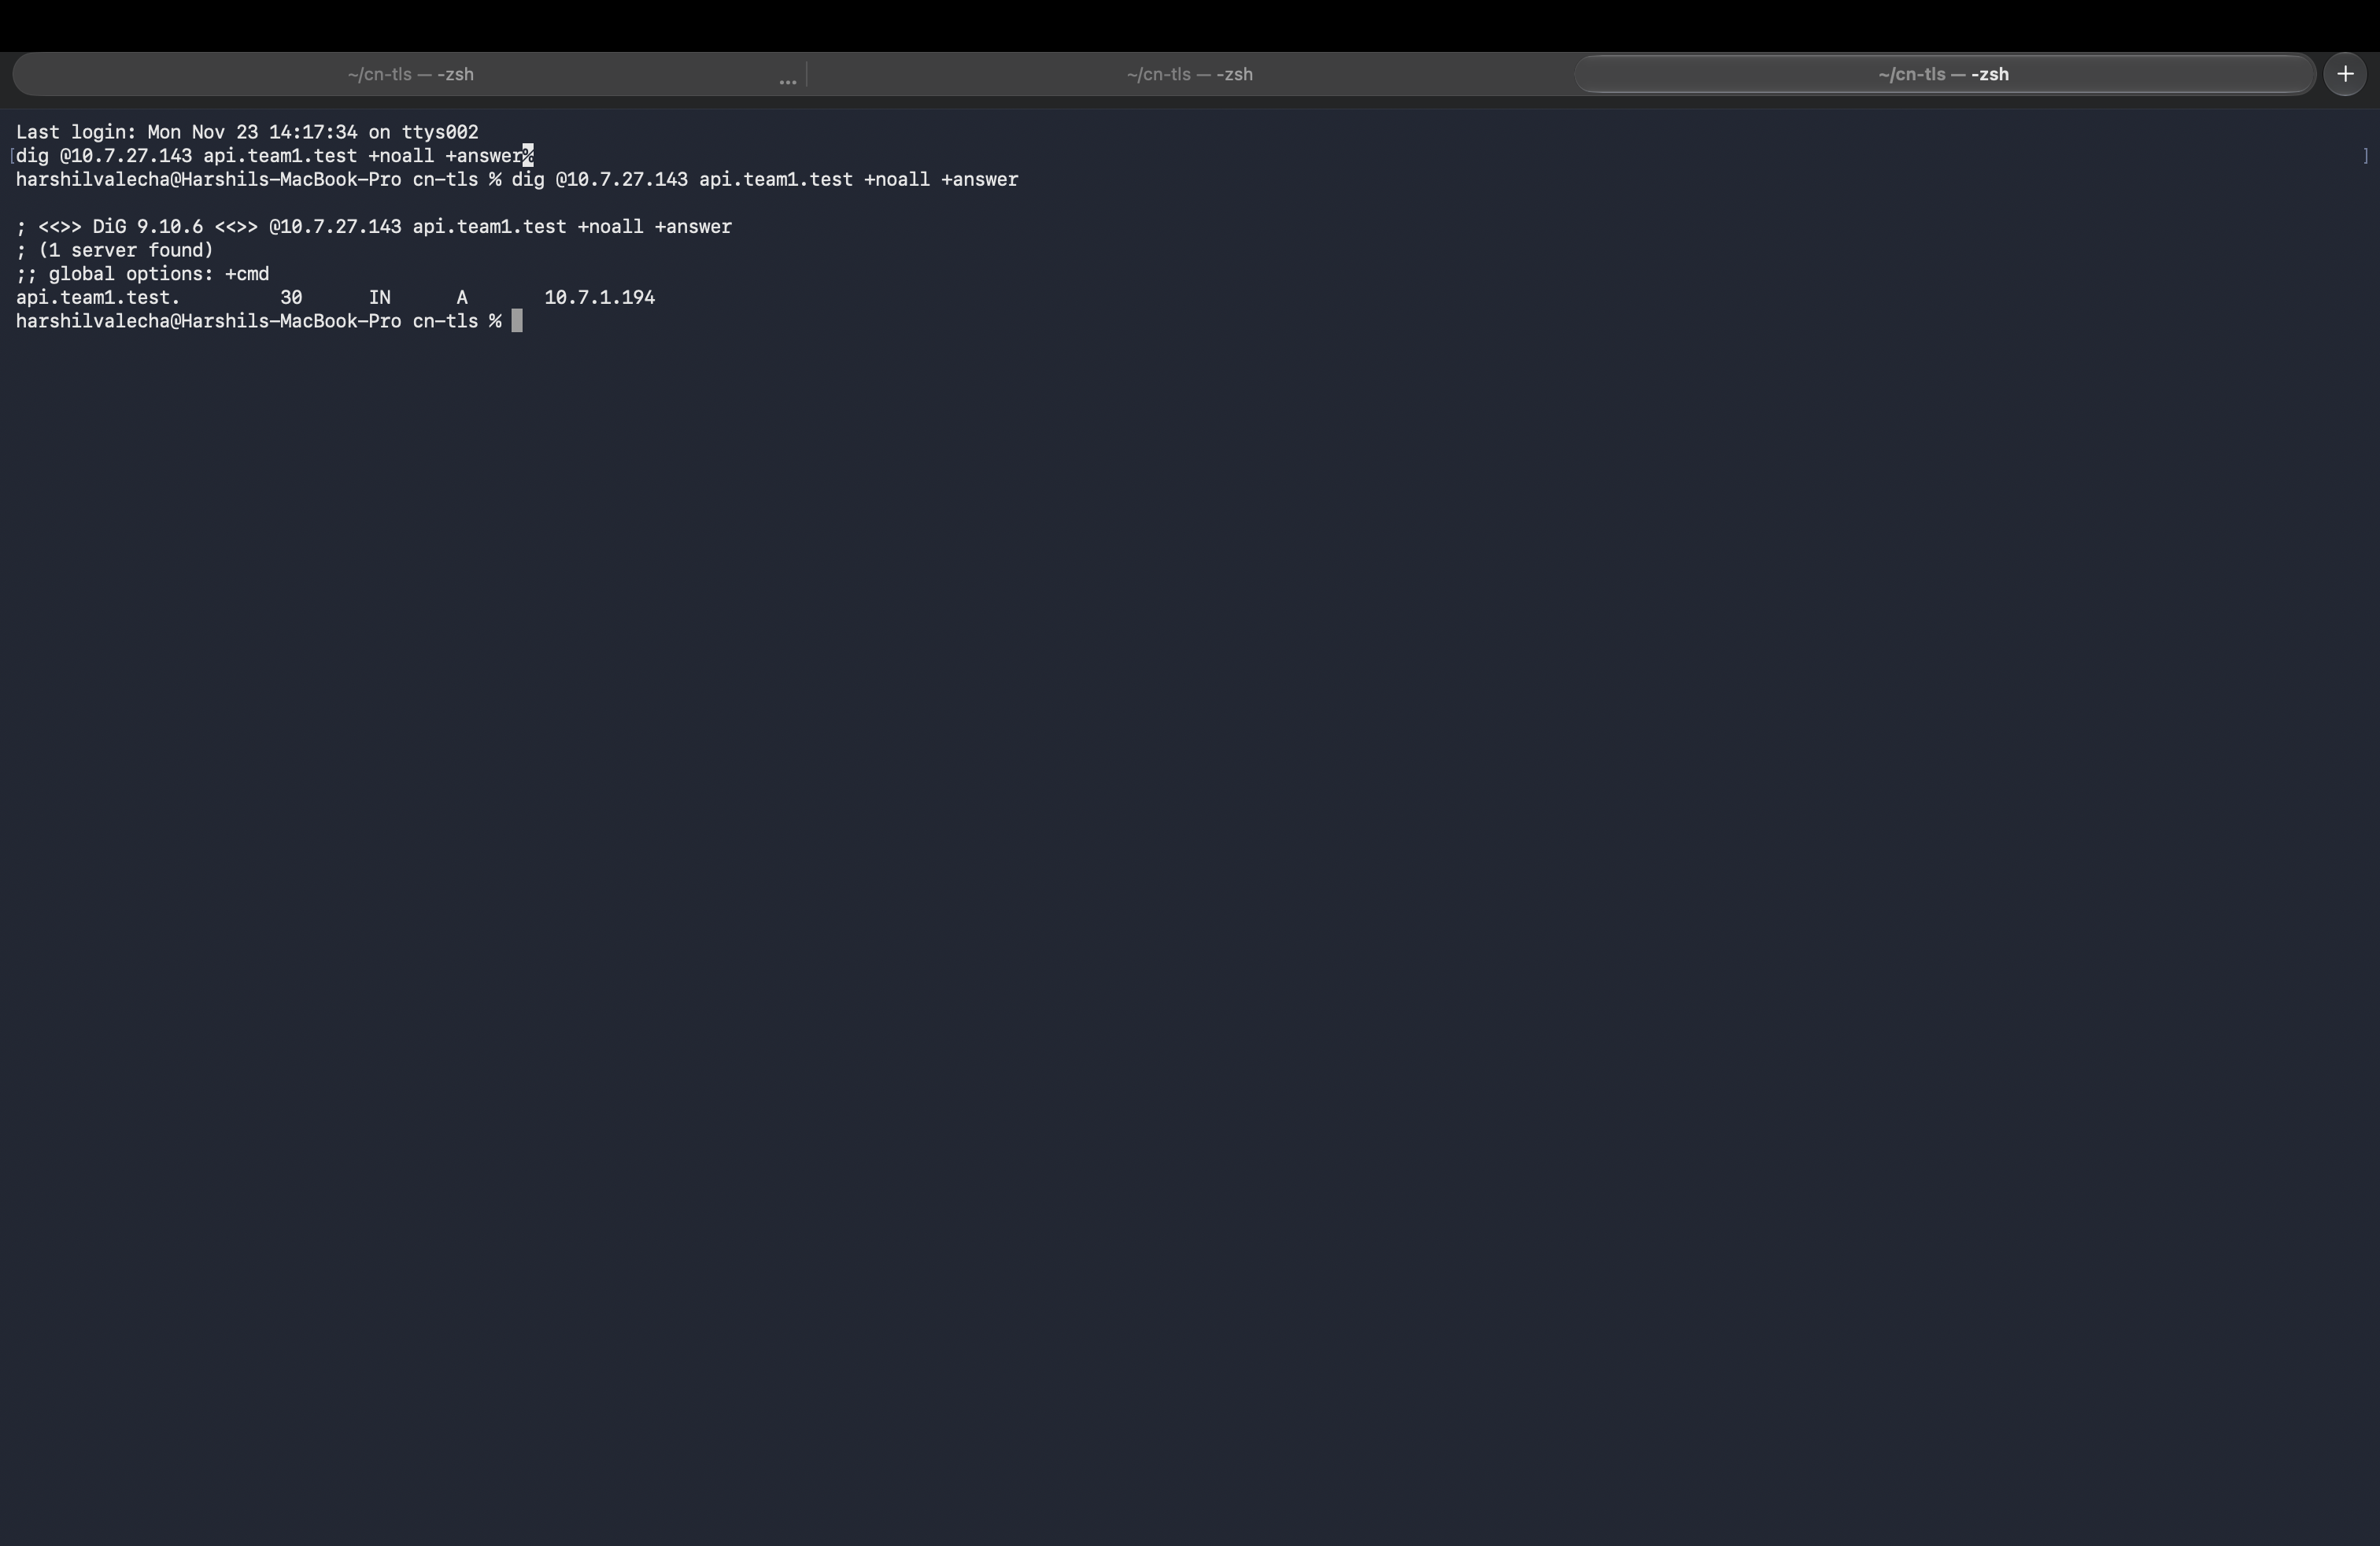 ~/cn-tls — -zsh ... ~/cn-tls — -zsh ~/cn-tls — -zsh +
Last login: Mon Nov 23 14:17:34 on ttys002
[dig @10.7.27.143 api.team1.test +noall +answer% ]
harshilvalecha@Harshils-MacBook-Pro cn-tls % dig @10.7.27.143 api.team1.test +noall +answer
; <<>> DiG 9.10.6 <<>> @10.7.27.143 api.team1.test +noall +answer
; (1 server found)
;; global options: +cmd
api.team1.test. 30 IN A 10.7.1.194
harshilvalecha@Harshils-MacBook-Pro cn-tls %